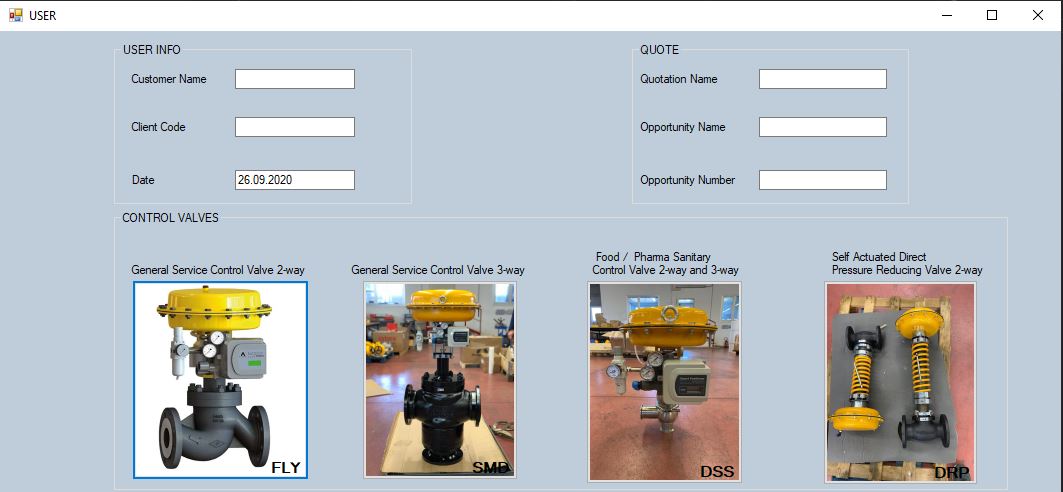 USER
USER INFO
Customer Name
Client Code
Date
26.09.2020
QUOTE
Quotation Name
Opportunity Name
Opportunity Number
CONTROL VALVES
General Service Control Valve 2-way
FLY
General Service Control Valve 3-way
SMD
Food / Pharma Sanitary
Control Valve 2-way and 3-way
DSS
Self Actuated Direct
Pressure Reducing Valve 2-way
DRP